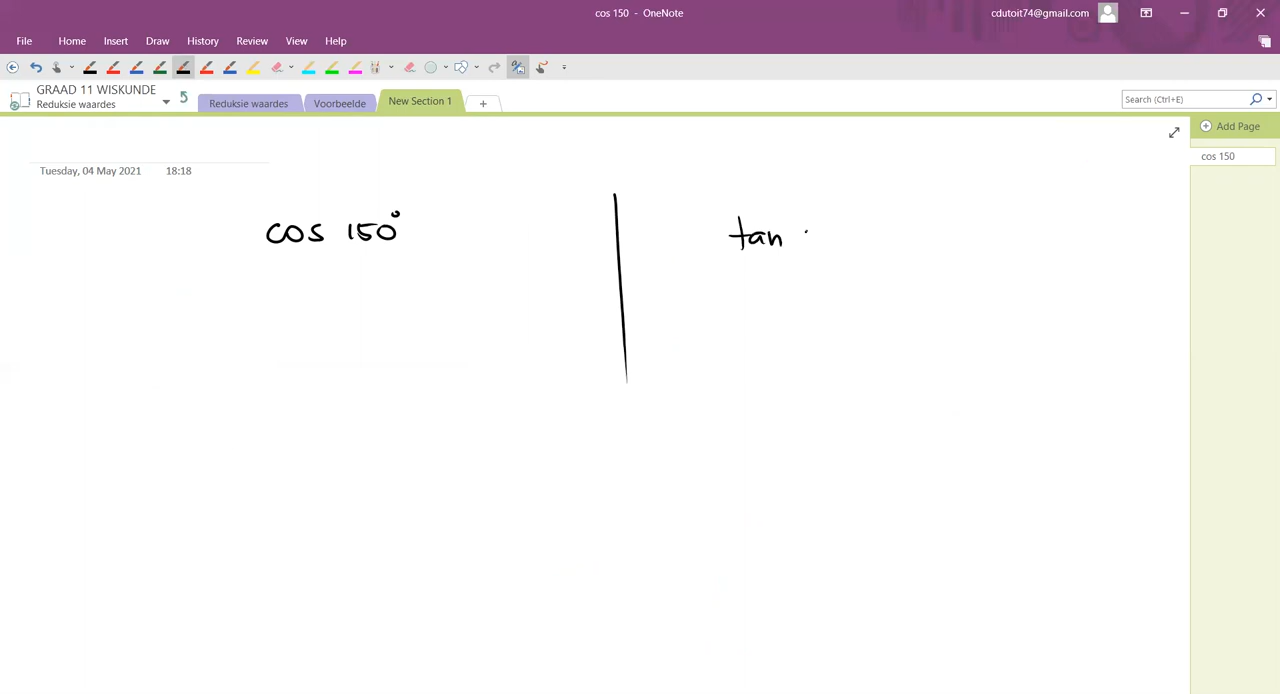 cos 150 - OneNote
cdutoit74@gmail.com
File Home Insert Draw History Review View Help
GRAAD 11 WISKUNDE
Reduksie waardes
Reduksie waardes Voorbeelde New Section 1 +
Search (Ctrl+E)
Add Page
cos 150
Tuesday, 04 May 2021 18:18
cos 150°
tan